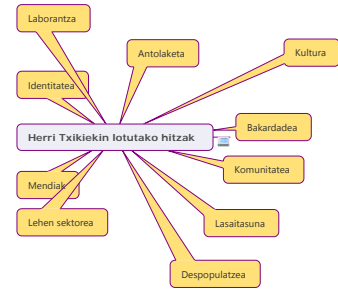 Laborantza
Antolaketa
Kultura
Identitatea
Herri Txikiekin lotutako hitzak
Bakardadea
Komunitatea
Mendiak
Lehen sektorea
Lasaitasuna
Despopulatzea